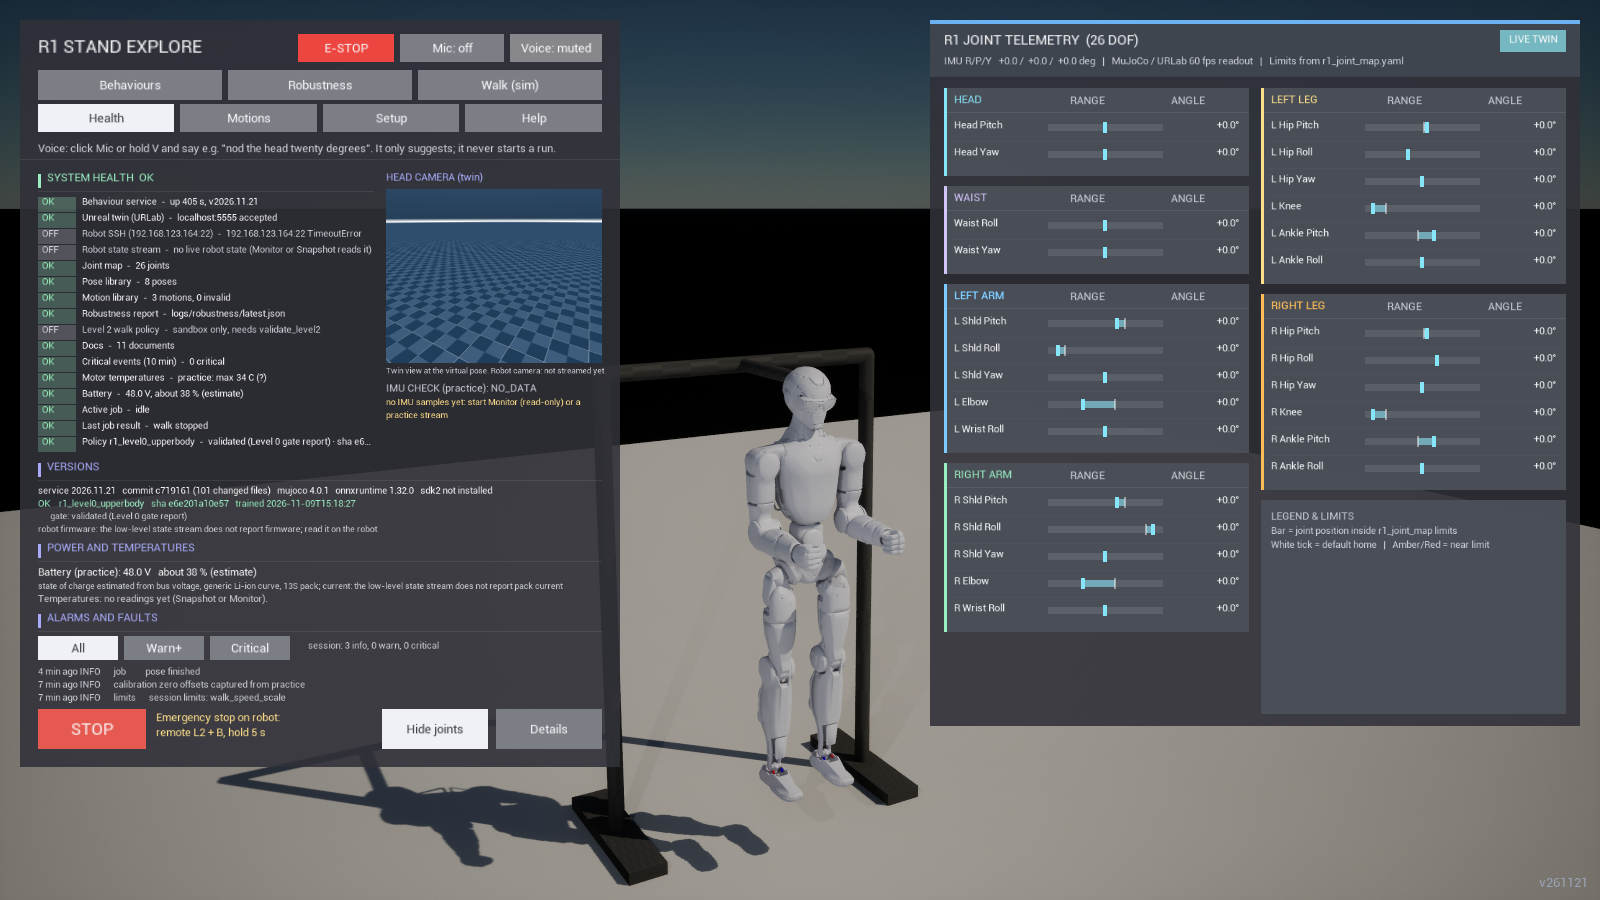 R1 STAND EXPLORE
E-STOP
Mic: off
Voice: muted
Behaviours
Robustness
Walk (sim)
Health
Motions
Setup
Help
Voice: click Mic or hold V and say e.g. "nod the head twenty degrees". It only suggests; it never starts a run.
SYSTEM HEALTH OK
OK Behaviour service - up 405 s, v2026.11.21
OK Unreal twin (URLab) - localhost:5555 accepted
OFF Robot SSH (192.168.123.164:22) - 192.168.123.164:22 TimeoutError
OFF Robot state stream - no live robot state (Monitor or Snapshot reads it)
OK Joint map - 26 joints
OK Pose library - 8 poses
OK Motion library - 3 motions, 0 invalid
OK Robustness report - logs/robustness/latest.json
OFF Level 2 walk policy - sandbox only, needs validate_level2
OK Docs - 11 documents
OK Critical events (10 min) - 0 critical
OK Motor temperatures - practice: max 34 C (?)
OK Battery - 48.0 V, about 38 % (estimate)
OK Active job - idle
OK Last job result - walk stopped
OK Policy r1_level0_upperbody - validated (Level 0 gate report) · sha e6...
HEAD CAMERA (twin)
Twin view at the virtual pose. Robot camera: not streamed yet.
IMU CHECK (practice): NO_DATA
no IMU samples yet: start Monitor (read-only) or a
practice stream
VERSIONS
service 2026.11.21 commit c719161 (101 changed files) mujoco 4.0.1 onnxruntime 1.32.0 sdk2 not installed
OK r1_level0_upperbody sha e6e201a10e57 trained 2026-11-09T15:18:27
gate: validated (Level 0 gate report)
robot firmware: the low-level state stream does not report firmware; read it on the robot
POWER AND TEMPERATURES
Battery (practice): 48.0 V about 38 % (estimate)
state of charge estimated from bus voltage, generic Li-ion curve, 13S pack; current: the low-level state stream does not report pack current
Temperatures: no readings yet (Snapshot or Monitor).
ALARMS AND FAULTS
All
Warn+
Critical
session: 3 info, 0 warn, 0 critical
4 min ago INFO job pose finished
7 min ago INFO calibration zero offsets captured from practice
7 min ago INFO limits session limits: walk_speed_scale
STOP
Emergency stop on robot:
remote L2 + B, hold 5 s
Hide joints
Details
R1 JOINT TELEMETRY (26 DOF)
LIVE TWIN
IMU R/P/Y +0.0 / +0.0 / +0.0 deg | MuJoCo / URLab 60 fps readout | Limits from r1_joint_map.yaml
HEAD RANGE ANGLE
Head Pitch +0.0°
Head Yaw +0.0°
WAIST RANGE ANGLE
Waist Roll +0.0°
Waist Yaw +0.0°
LEFT ARM RANGE ANGLE
L Shld Pitch +0.0°
L Shld Roll +0.0°
L Shld Yaw +0.0°
L Elbow +0.0°
L Wrist Roll +0.0°
RIGHT ARM RANGE ANGLE
R Shld Pitch +0.0°
R Shld Roll +0.0°
R Shld Yaw +0.0°
R Elbow +0.0°
R Wrist Roll +0.0°
LEFT LEG RANGE ANGLE
L Hip Pitch +0.0°
L Hip Roll +0.0°
L Hip Yaw +0.0°
L Knee +0.0°
L Ankle Pitch +0.0°
L Ankle Roll +0.0°
RIGHT LEG RANGE ANGLE
R Hip Pitch +0.0°
R Hip Roll +0.0°
R Hip Yaw +0.0°
R Knee +0.0°
R Ankle Pitch +0.0°
R Ankle Roll +0.0°
LEGEND & LIMITS
Bar = joint position inside r1_joint_map limits
White tick = default home | Amber/Red = near limit
v261121